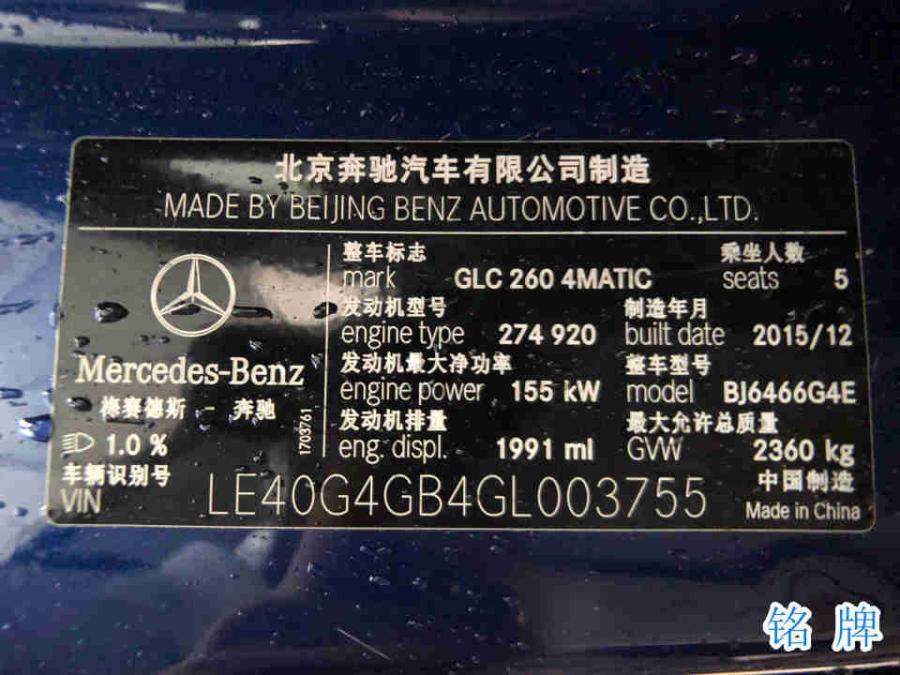 北京奔驰汽车有限公司制造
MADE BY BEIJING BENZ AUTOMOTIVE CO.,LTD.
整车标志 乘坐人数
mark GLC 260 4MATIC seats 5
发动机型号 制造年月
engine type 274 920 built date 2015/12
发动机最大净功率 整车型号
engine power 155 kW model BJ6466G4E
发动机排量 最大允许总质量
eng. displ. 1991 ml GVW 2360 kg
Mercedes-Benz
梅赛德斯 - 奔驰
1703761
1.0 %
车辆识别号
VIN LE40G4GB4GL003755
中国制造
Made in China
铭牌